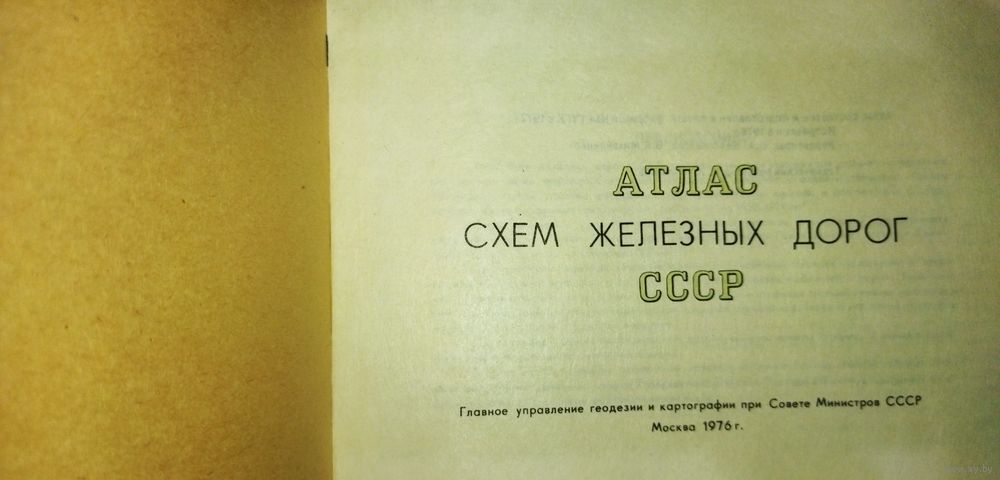 АТЛАС
СХЕМ ЖЕЛЕЗНЫХ ДОРОГ
СССР
Главное управление геодезии и картографии при Совете Министров СССР
Москва 1976 г.